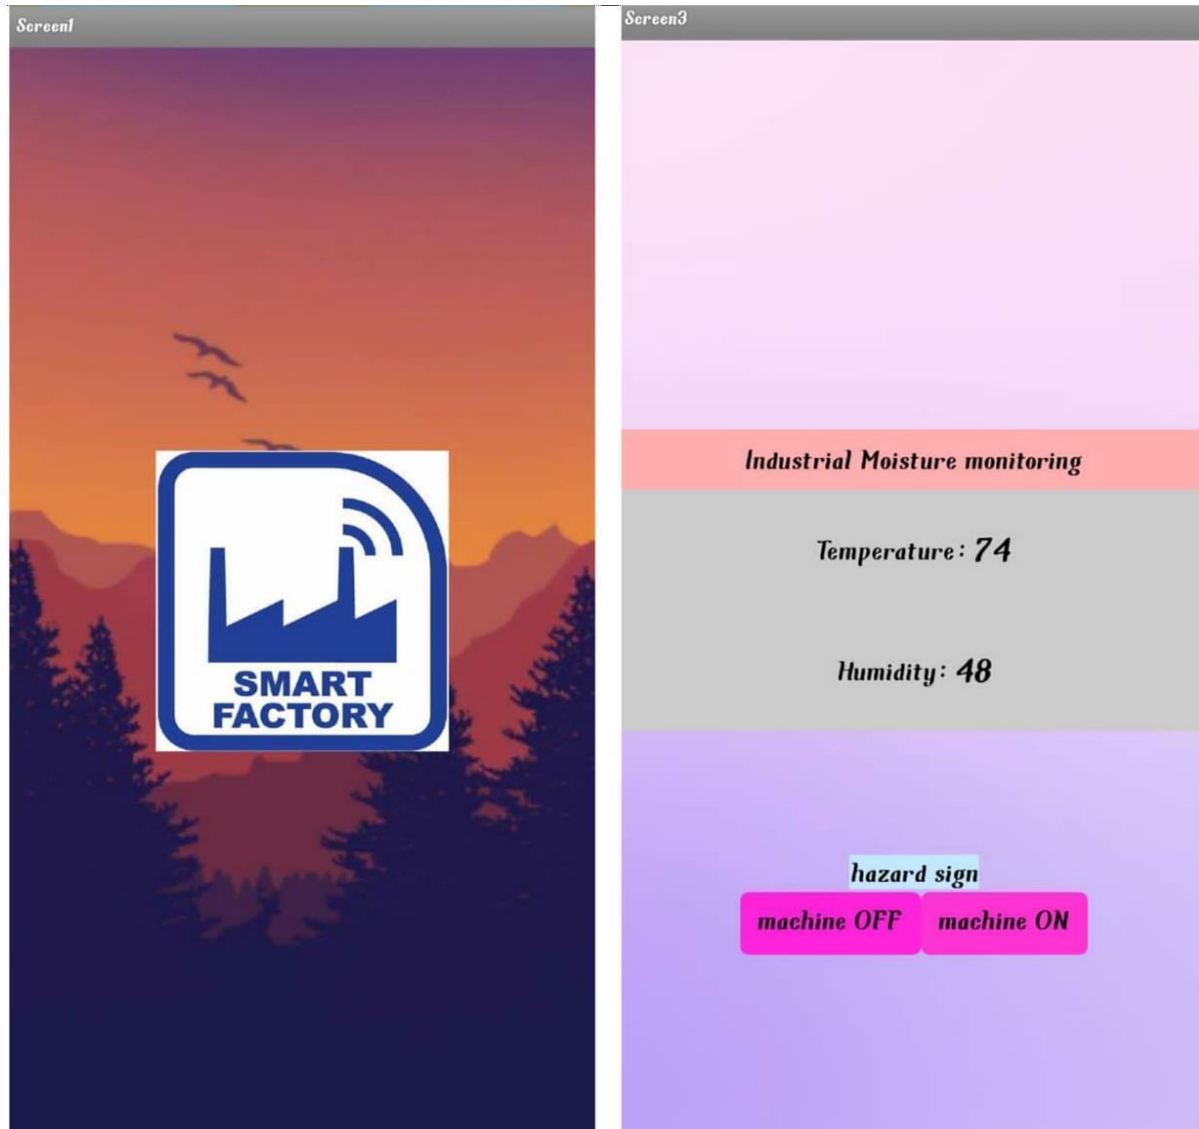 Screen1
SMART
FACTORY
Screen3
Industrial Moisture monitoring
Temperature: 74
Humidity: 48
hazard sign
machine OFF machine ON